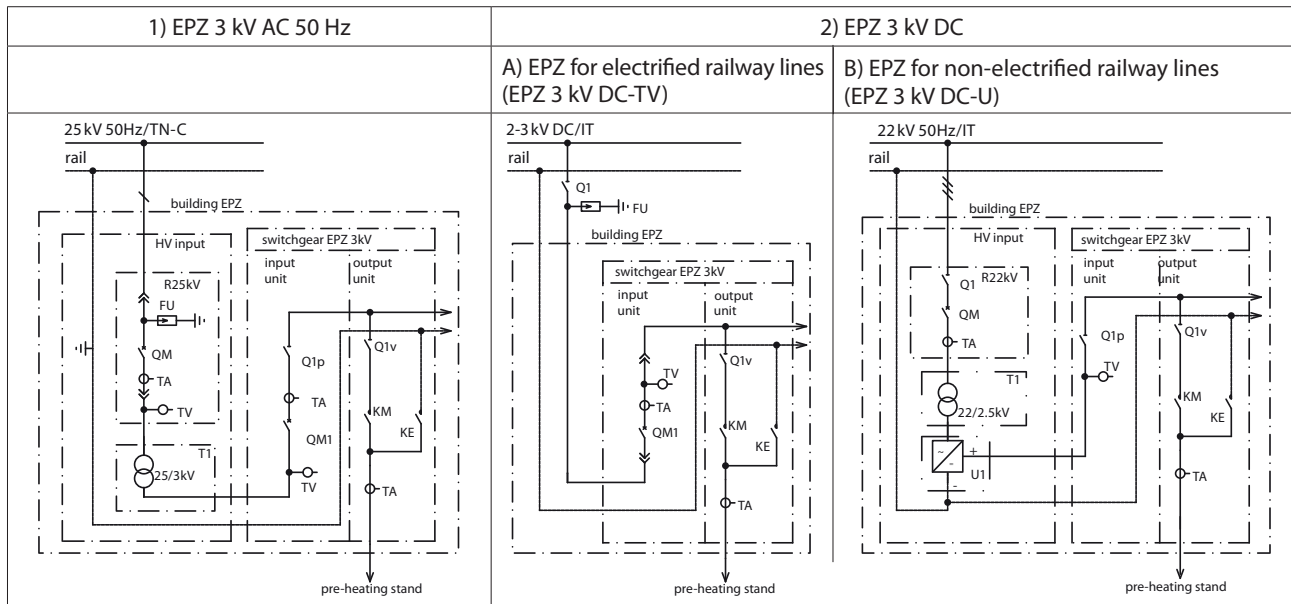 1) EPZ 3 kV AC 50 Hz
2) EPZ 3 kV DC
A) EPZ for electrified railway lines
(EPZ 3 kV DC-TV)
B) EPZ for non-electrified railway lines
(EPZ 3 kV DC-U)
25 kV 50Hz/TN-C
rail
building EPZ
HV input
switchgear EPZ 3kV
input
unit
output
unit
R25kV
FU
QM
TA
TV
T1
25/3kV
Q1p
TA
QM1
TV
Q1v
KM
KE
TA
pre-heating stand
2-3 kV DC/IT
rail
Q1
FU
building EPZ
switchgear EPZ 3kV
input
unit
output
unit
TV
TA
QM1
Q1v
KM
KE
TA
pre-heating stand
22 kV 50Hz/IT
rail
building EPZ
HV input
switchgear EPZ 3kV
input
unit
output
unit
R22kV
Q1
QM
TA
T1
22/2.5kV
~
-
+
U1
-
Q1p
TV
Q1v
KM
KE
TA
pre-heating stand